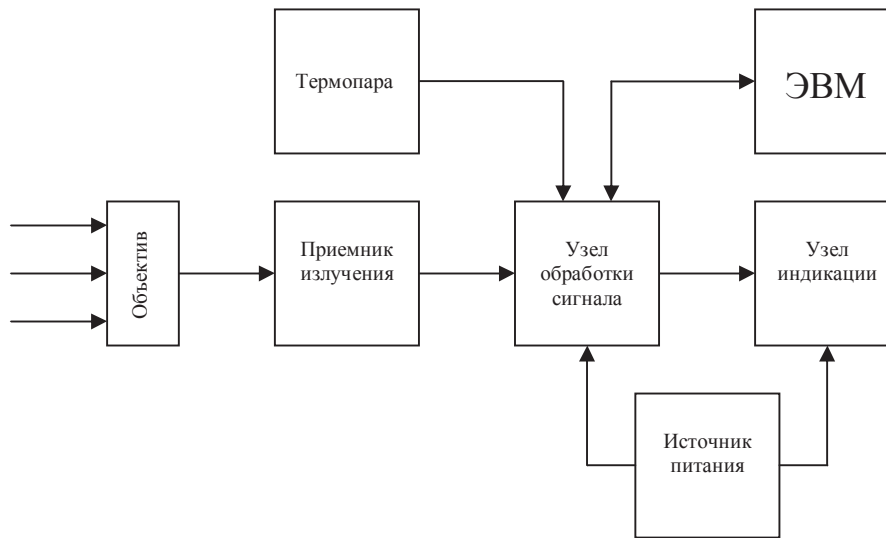 Термопара
ЭВМ
Объектив
Приемник
излучения
Узел
обработки
сигнала
Узел
индикации
Источник
питания